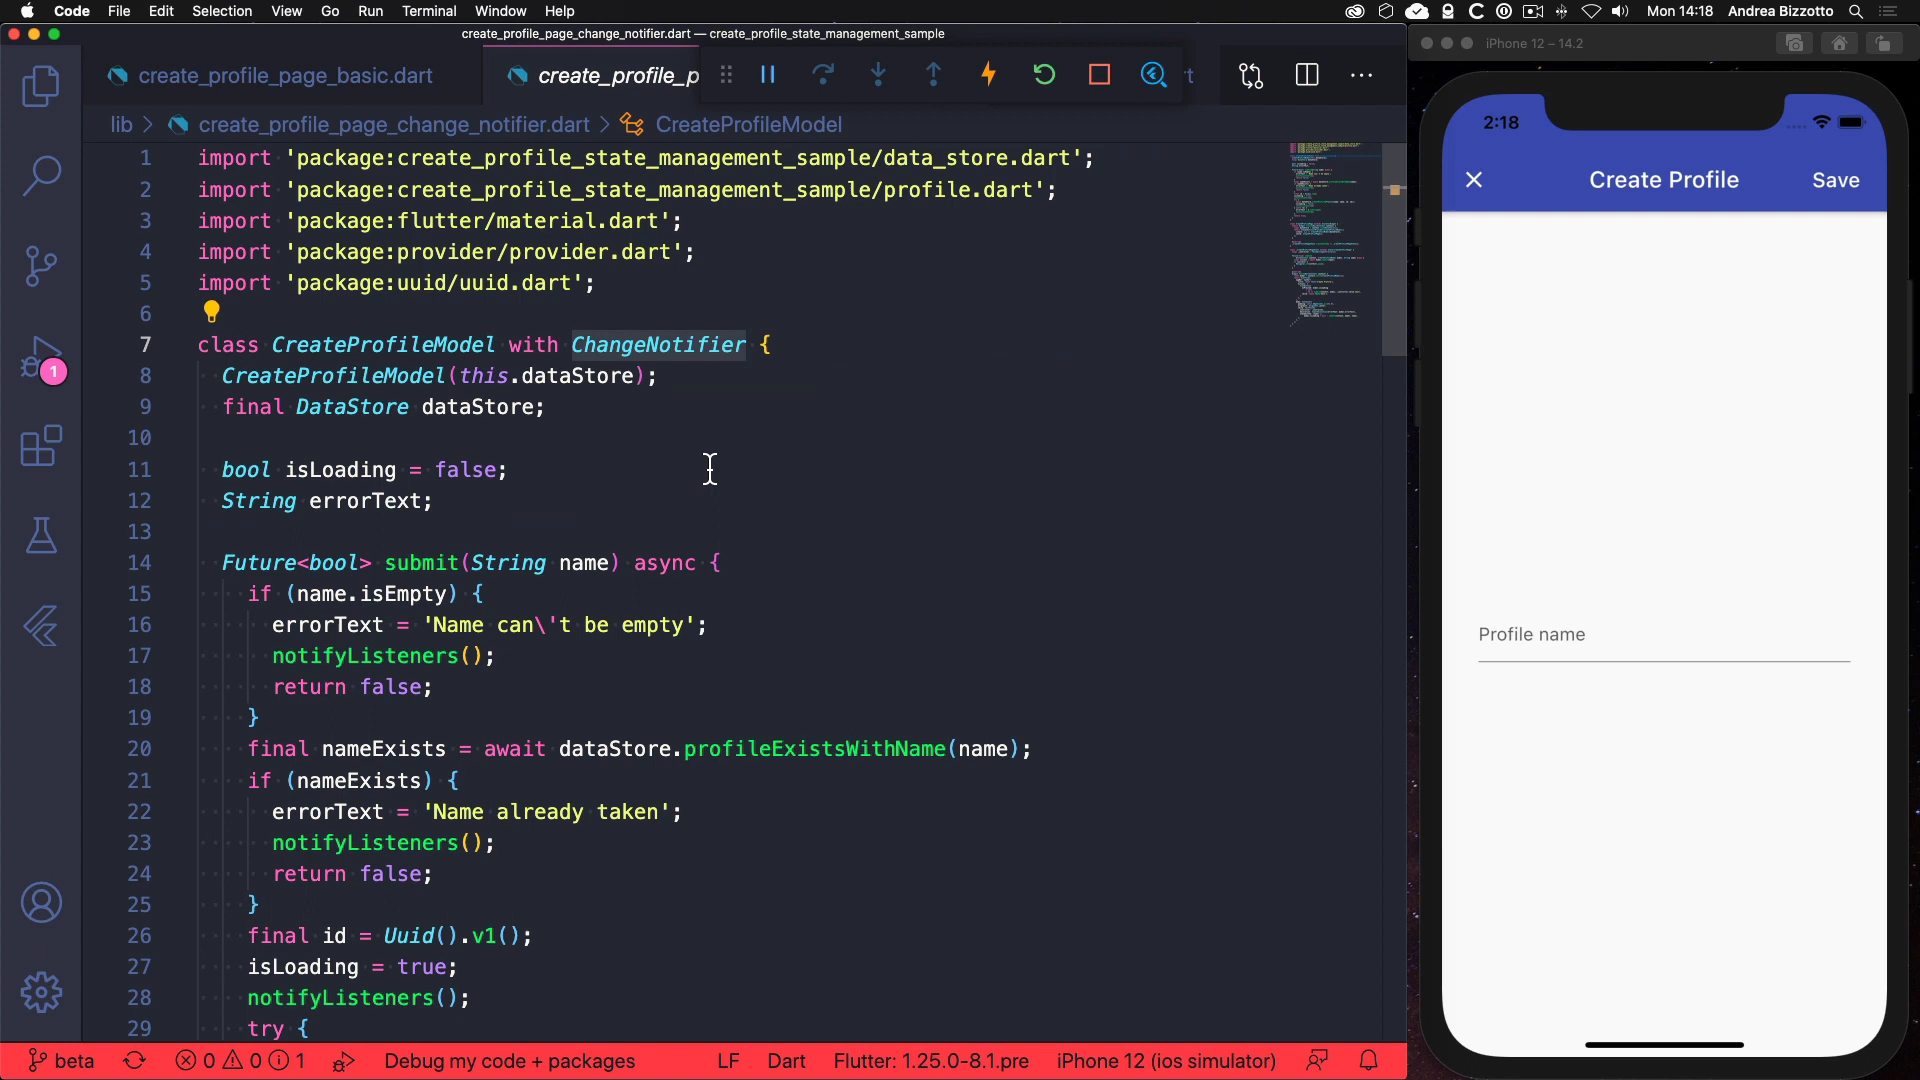 Code File Edit Selection View Go Run Terminal Window Help Mon 14:18 Andrea Bizzotto
create_profile_page_change_notifier.dart — create_profile_state_management_sample
iPhone 12 – 14.2
create_profile_page_basic.dart create_profile_p rt
lib > create_profile_page_change_notifier.dart > CreateProfileModel
1 import 'package:create_profile_state_management_sample/data_store.dart';
2 import 'package:create_profile_state_management_sample/profile.dart';
3 import 'package:flutter/material.dart';
4 import 'package:provider/provider.dart';
5 import 'package:uuid/uuid.dart';
6
7 class CreateProfileModel with ChangeNotifier {
8 CreateProfileModel(this.dataStore);
9 final DataStore dataStore;
10
11 bool isLoading = false;
12 String errorText;
13
14 Future<bool> submit(String name) async {
15 if (name.isEmpty) {
16 errorText = 'Name can\'t be empty';
17 notifyListeners();
18 return false;
19 }
20 final nameExists = await dataStore.profileExistsWithName(name);
21 if (nameExists) {
22 errorText = 'Name already taken';
23 notifyListeners();
24 return false;
25 }
26 final id = Uuid().v1();
27 isLoading = true;
28 notifyListeners();
29 try {
1
beta 0 0 1 Debug my code + packages LF Dart Flutter: 1.25.0-8.1.pre iPhone 12 (ios simulator)
2:18
Create Profile Save
Profile name